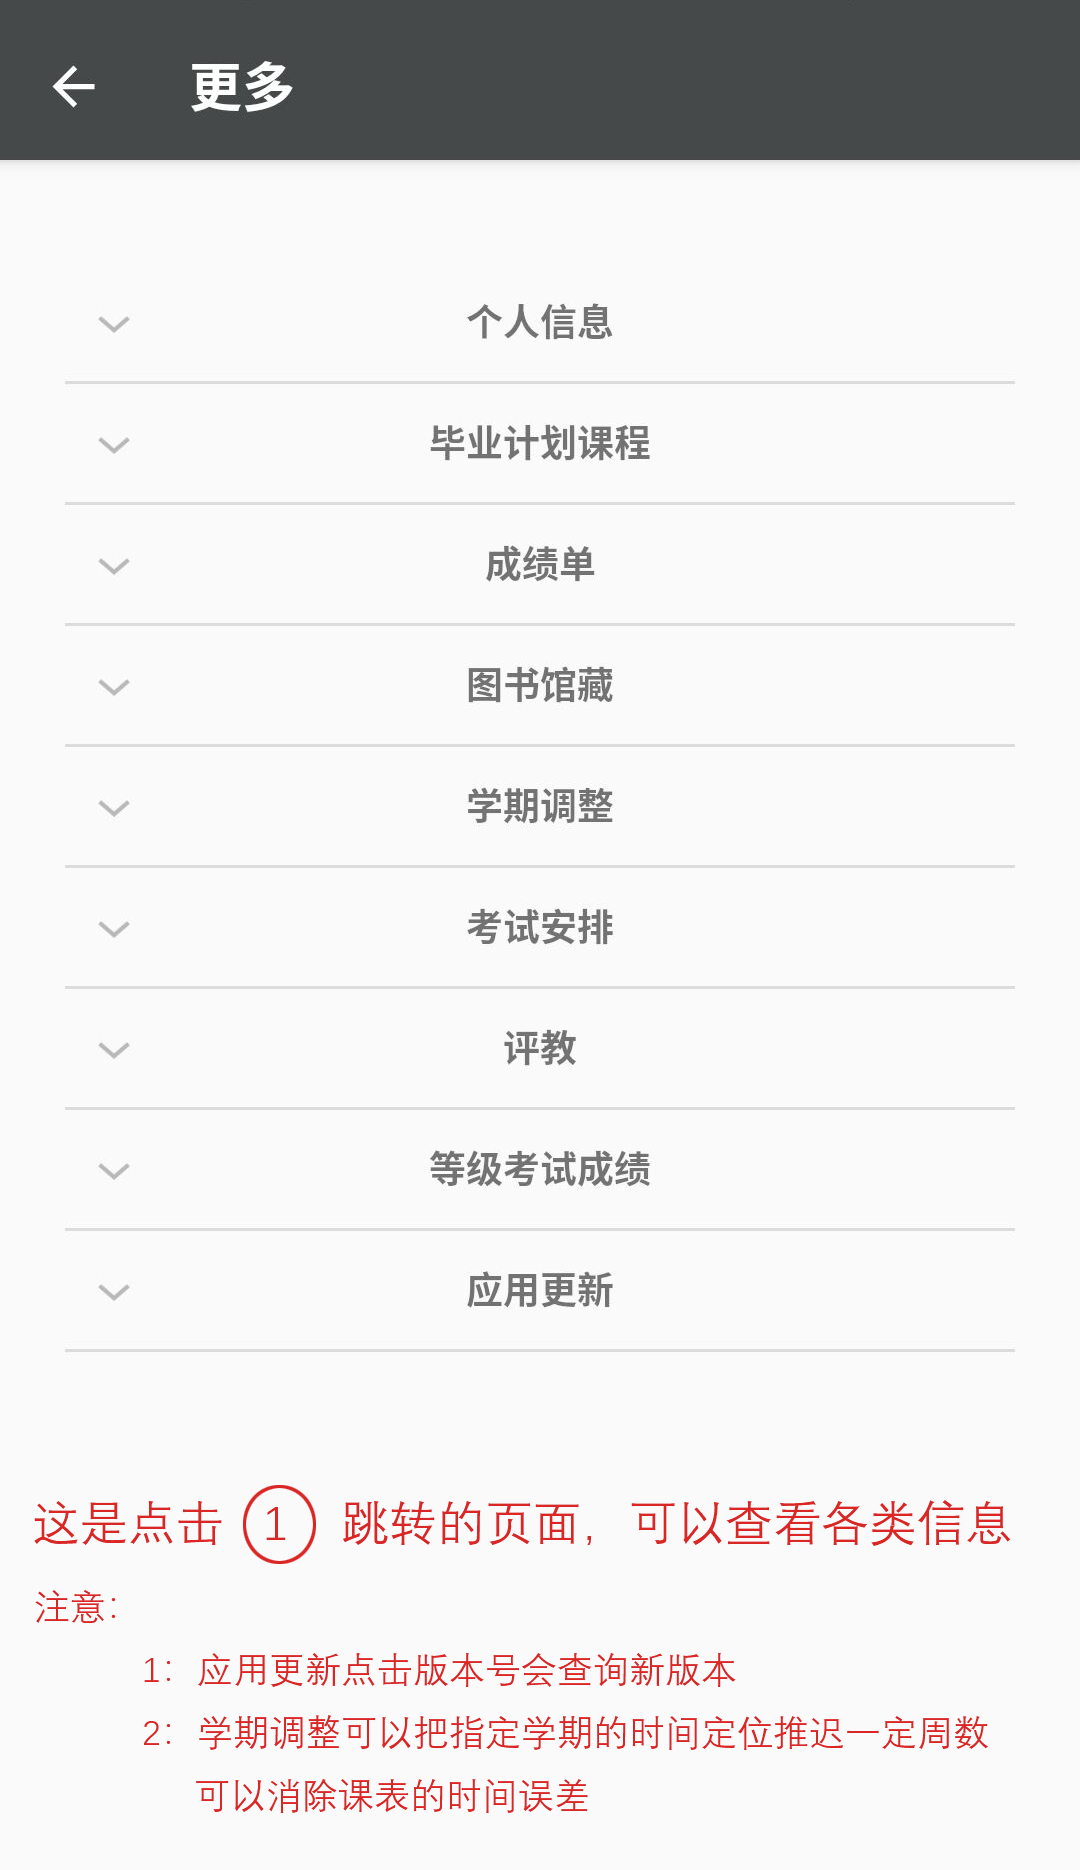 更多
个人信息
毕业计划课程
成绩单
图书馆藏
学期调整
考试安排
评教
等级考试成绩
应用更新
这是点击 1 跳转的页面，可以查看各类信息
注意：
1：应用更新点击版本号会查询新版本
2：学期调整可以把指定学期的时间定位推迟一定周数
可以消除课表的时间误差